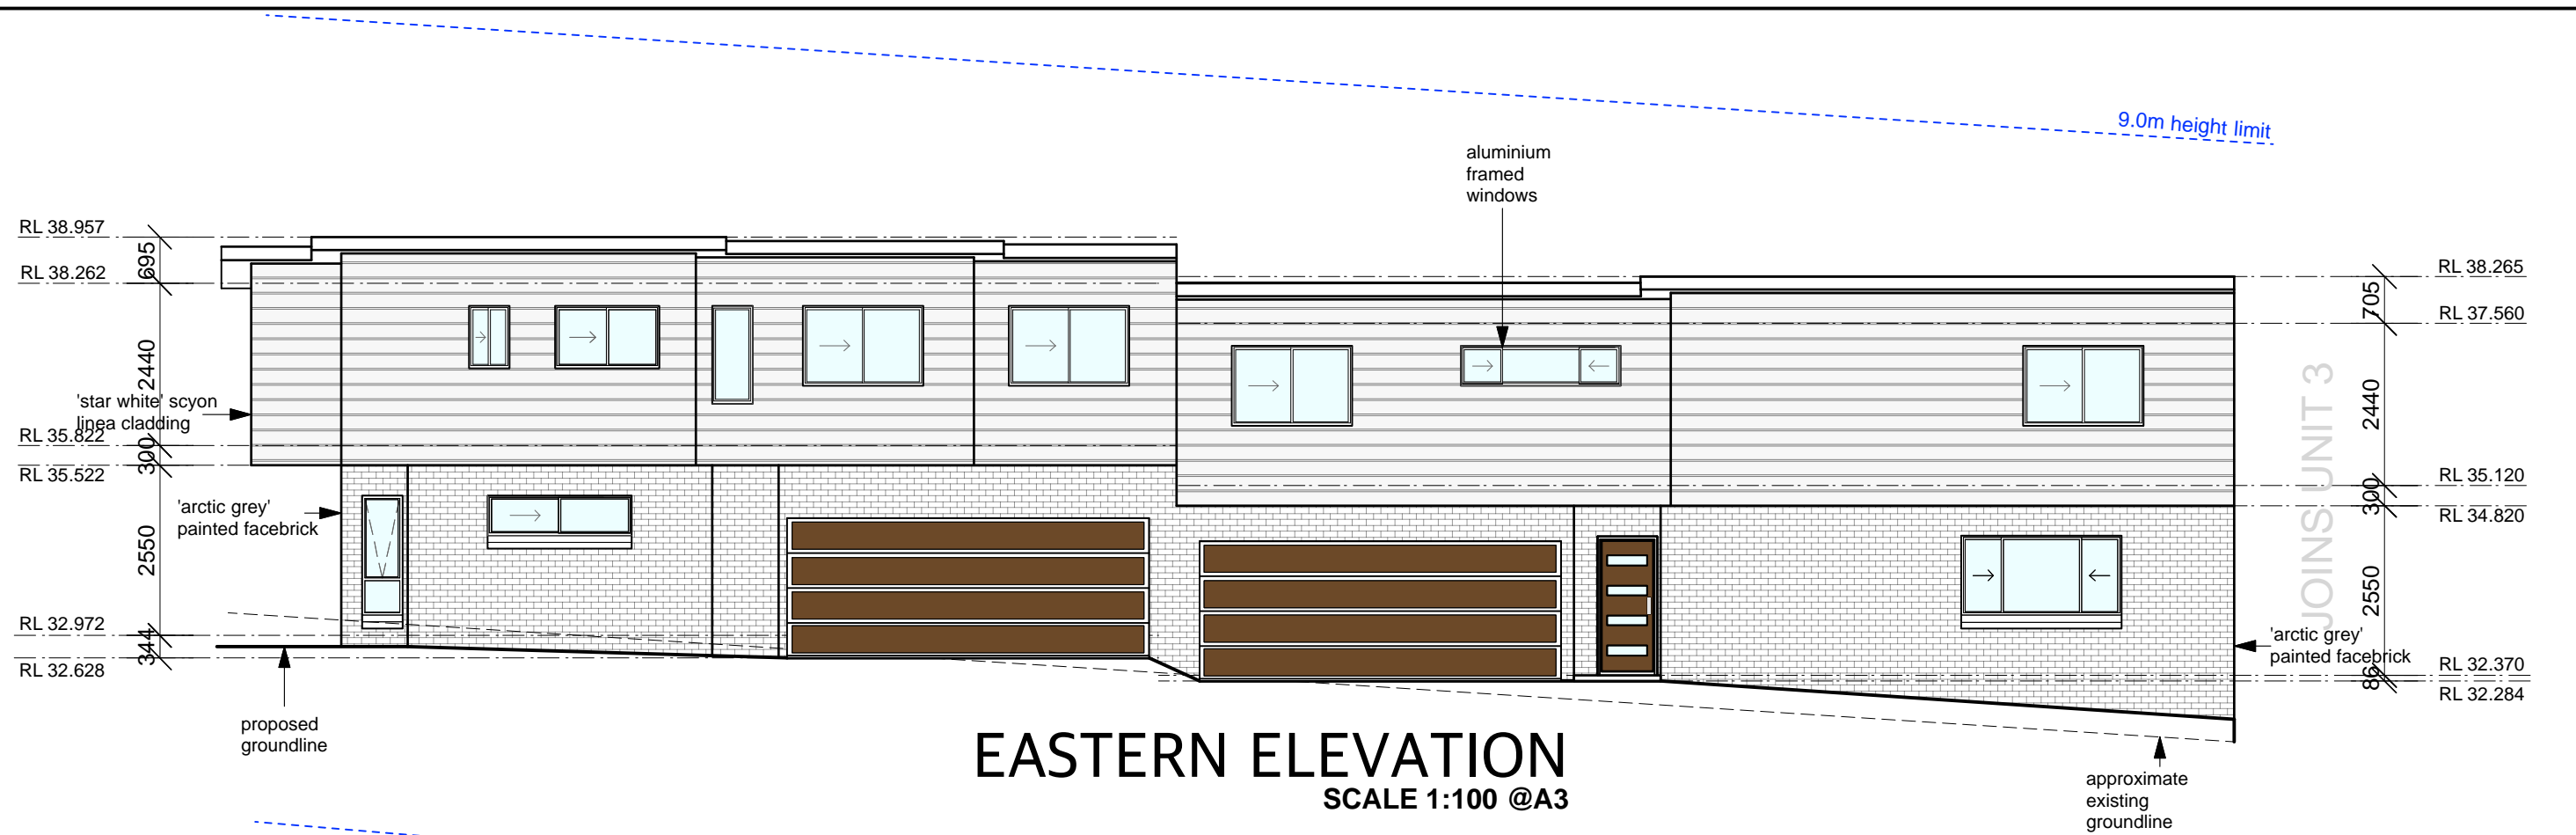 9.0m height limit
aluminium
framed
windows
RL 38.957
695
RL 38.262
2440
'star white' scyon
linea cladding
RL 35.822
300
RL 35.522
'arctic grey'
painted facebrick
2550
RL 32.972
344
RL 32.628
proposed
groundline
RL 38.265
705
RL 37.560
2440
JOINS UNIT 3
RL 35.120
300
RL 34.820
2550
'arctic grey'
painted facebrick
RL 32.370
86
RL 32.284
EASTERN ELEVATION
SCALE 1:100 @A3
approximate
existing
groundline